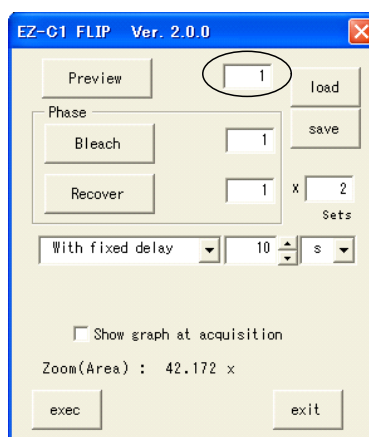 EZ-C1 FLIP Ver. 2.0.0
Preview 1 load
Phase
Bleach 1 save
Recover 1 x 2
Sets
With fixed delay 10 s
Show graph at acquisition
Zoom(Area) : 42.172 x
exec exit